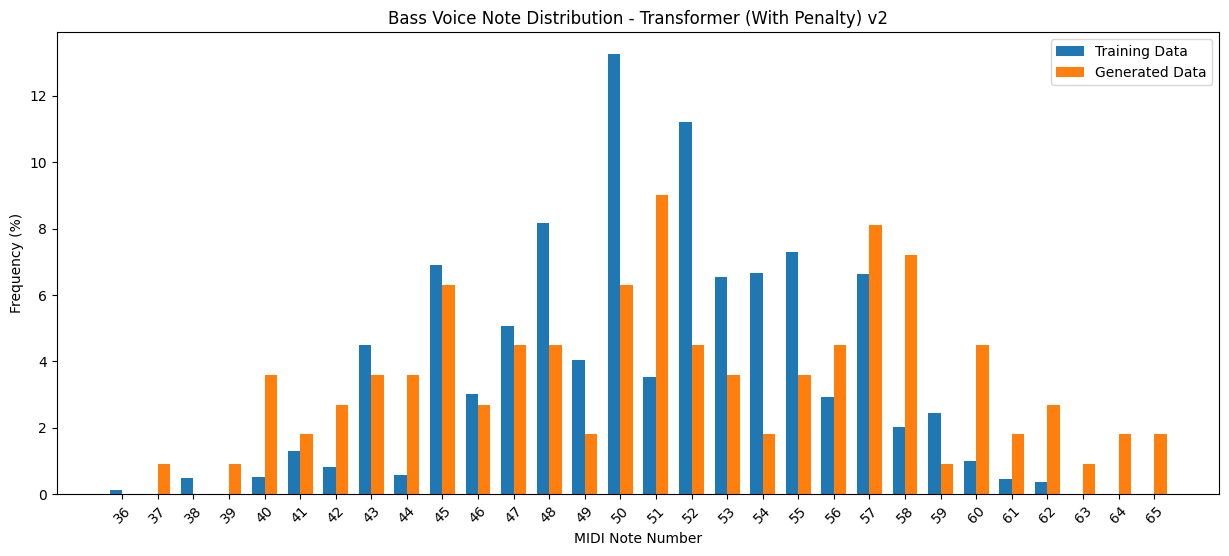 Bass Voice Note Distribution - Transformer (With Penalty) v2
Training Data
Generated Data
Frequency (%)
12
10
8
6
4
2
0
36 37 38 39 40 41 42 43 44 45 46 47 48 49 50 51 52 53 54 55 56 57 58 59 60 61 62 63 64 65
MIDI Note Number